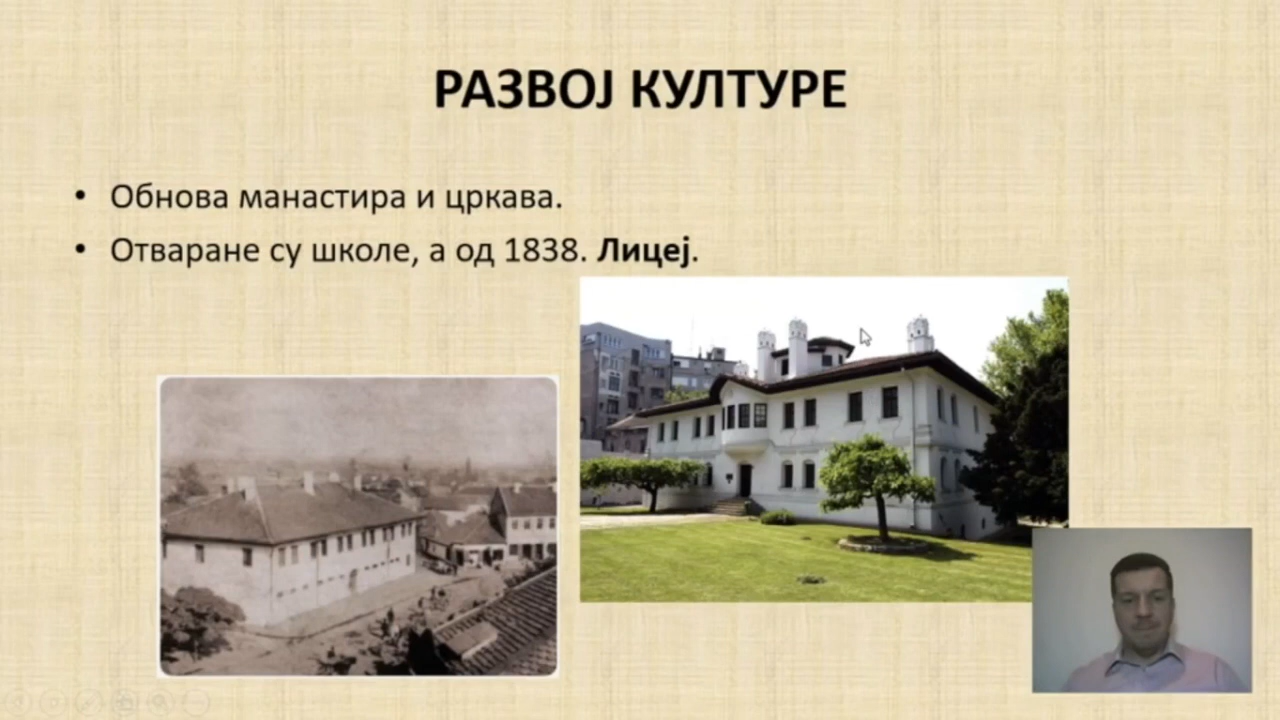 РАЗВОЈ КУЛТУРЕ
• Обнова манастира и цркава.
• Отваране су школе, а од 1838. Лицеј.